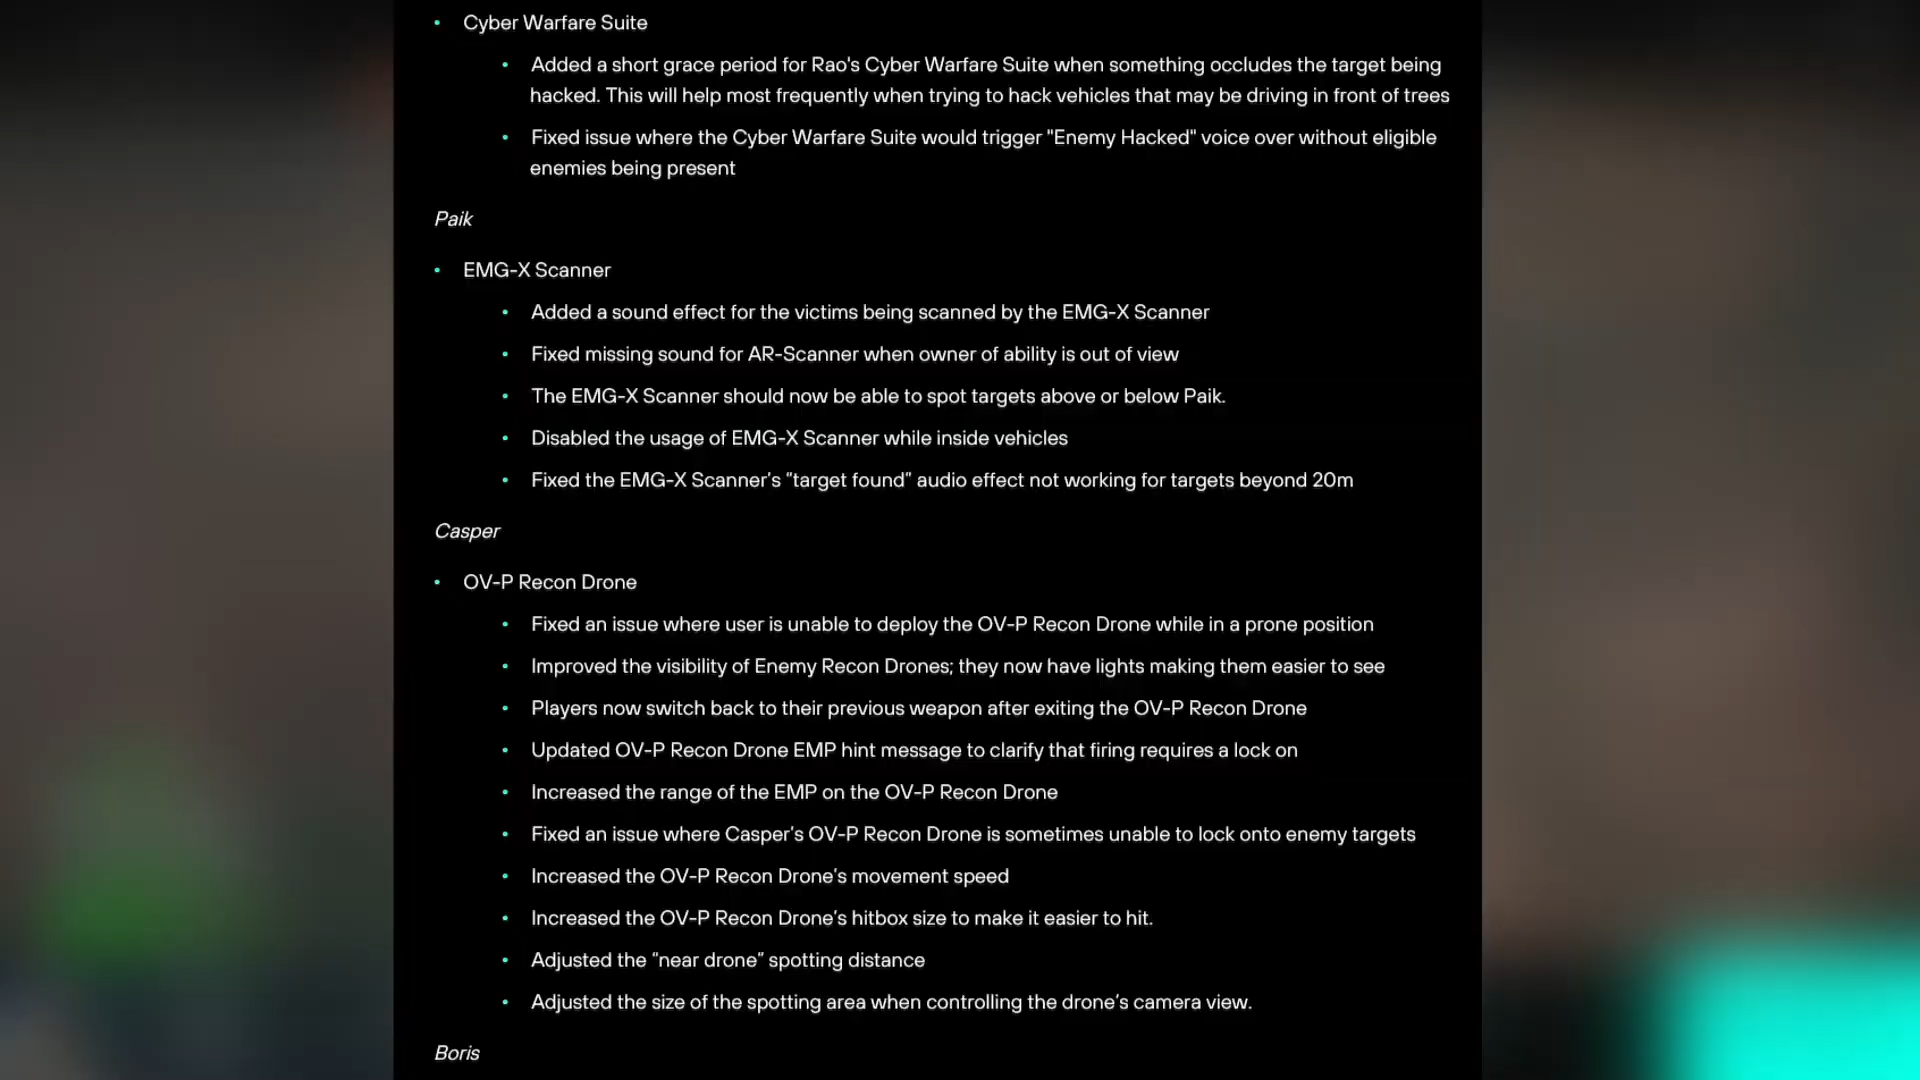 Cyber Warfare Suite
Added a short grace period for Rao's Cyber Warfare Suite when something occludes the target being
hacked. This will help most frequently when trying to hack vehicles that may be driving in front of trees
Fixed issue where the Cyber Warfare Suite would trigger "Enemy Hacked" voice over without eligible
enemies being present
Paik
EMG-X Scanner
Added a sound effect for the victims being scanned by the EMG-X Scanner
Fixed missing sound for AR-Scanner when owner of ability is out of view
The EMG-X Scanner should now be able to spot targets above or below Paik.
Disabled the usage of EMG-X Scanner while inside vehicles
Fixed the EMG-X Scanner’s “target found” audio effect not working for targets beyond 20m
Casper
OV-P Recon Drone
Fixed an issue where user is unable to deploy the OV-P Recon Drone while in a prone position
Improved the visibility of Enemy Recon Drones; they now have lights making them easier to see
Players now switch back to their previous weapon after exiting the OV-P Recon Drone
Updated OV-P Recon Drone EMP hint message to clarify that firing requires a lock on
Increased the range of the EMP on the OV-P Recon Drone
Fixed an issue where Casper’s OV-P Recon Drone is sometimes unable to lock onto enemy targets
Increased the OV-P Recon Drone’s movement speed
Increased the OV-P Recon Drone’s hitbox size to make it easier to hit.
Adjusted the “near drone” spotting distance
Adjusted the size of the spotting area when controlling the drone’s camera view.
Boris